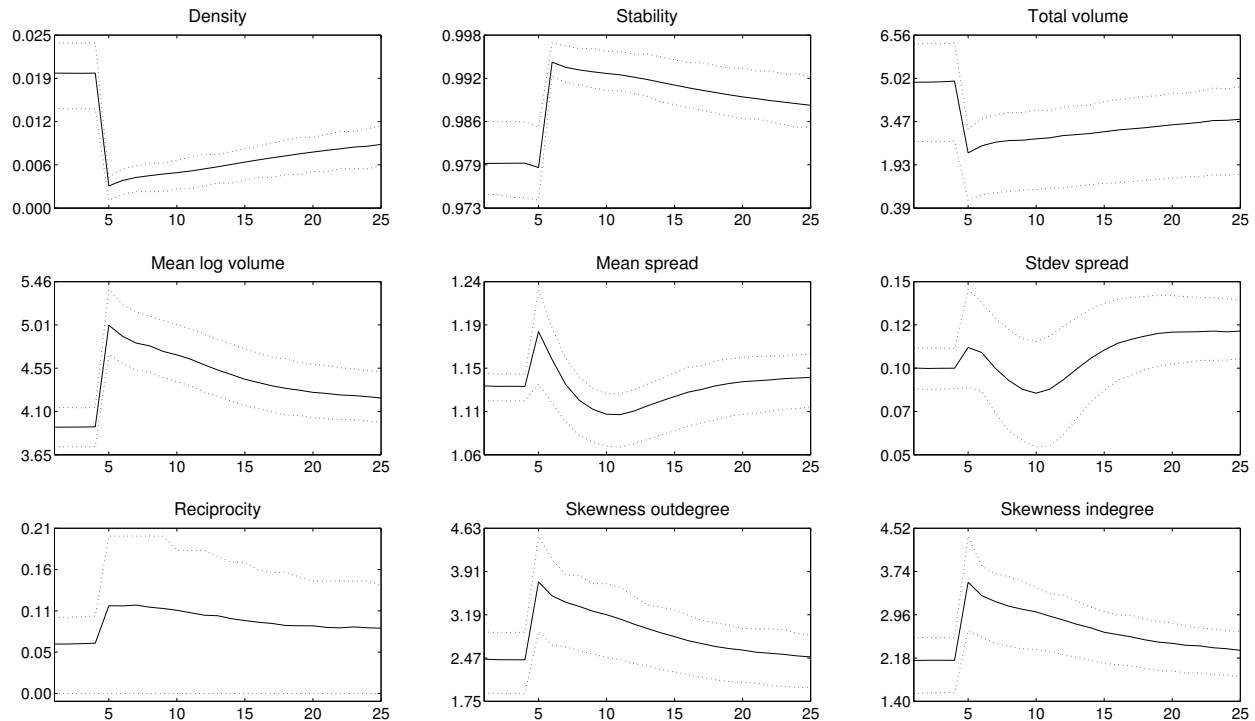 Density
0.025
0.019
0.012
0.006
0.000
5 10 15 20 25
Stability
0.998
0.992
0.986
0.979
0.973
5 10 15 20 25
Total volume
6.56
5.02
3.47
1.93
0.39
5 10 15 20 25
Mean log volume
5.46
5.01
4.55
4.10
3.65
5 10 15 20 25
Mean spread
1.24
1.19
1.15
1.11
1.06
5 10 15 20 25
Stdev spread
0.15
0.12
0.10
0.07
0.05
5 10 15 20 25
Reciprocity
0.21
0.16
0.11
0.05
0.00
5 10 15 20 25
Skewness outdegree
4.63
3.91
3.19
2.47
1.75
5 10 15 20 25
Skewness indegree
4.52
3.74
2.96
2.18
1.40
5 10 15 20 25